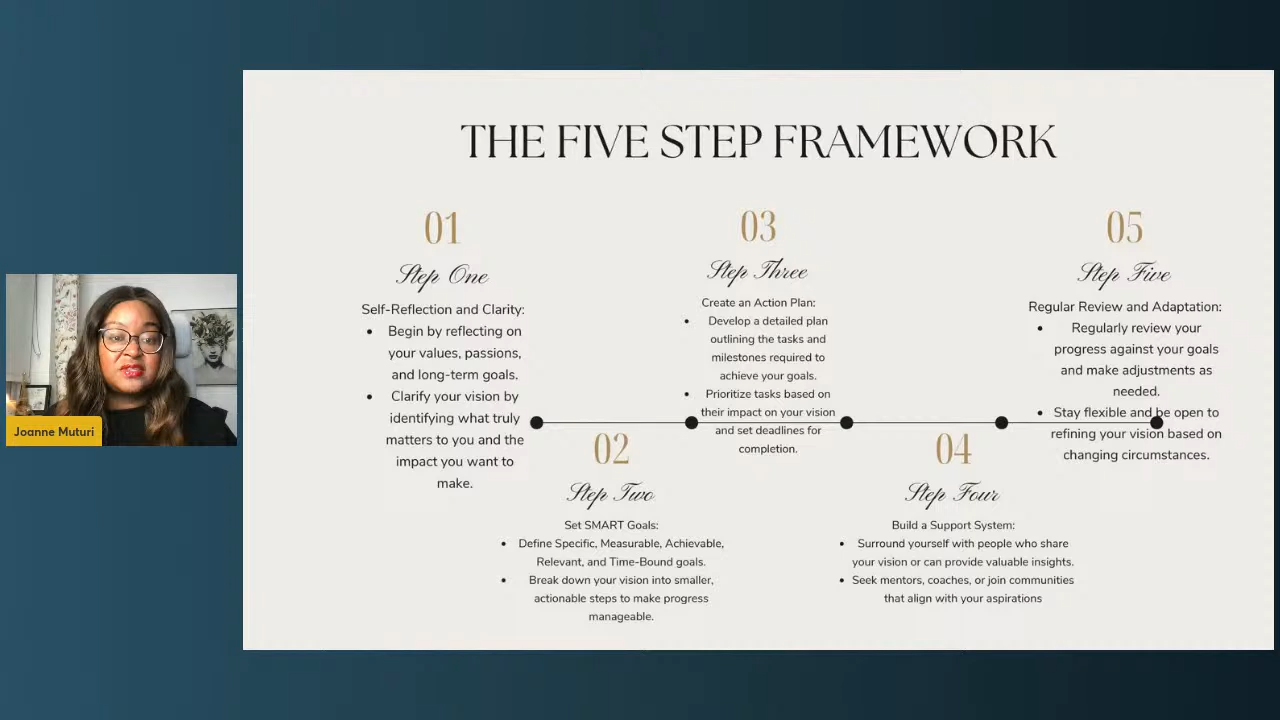 THE FIVE STEP FRAMEWORK
01
Step One
Self-Reflection and Clarity:
• Begin by reflecting on
your values, passions,
and long-term goals.
• Clarify your vision by
identifying what truly
matters to you and the
impact you want to
make.
02
Step Two
Set SMART Goals:
• Define Specific, Measurable, Achievable,
Relevant, and Time-Bound goals.
• Break down your vision into smaller,
actionable steps to make progress
manageable.
03
Step Three
Create an Action Plan:
• Develop a detailed plan
outlining the tasks and
milestones required to
achieve your goals.
• Prioritize tasks based on
their impact on your vision
and set deadlines for
completion.
04
Step Four
Build a Support System:
• Surround yourself with people who share
your vision or can provide valuable insights.
• Seek mentors, coaches, or join communities
that align with your aspirations
05
Step Five
Regular Review and Adaptation:
• Regularly review your
progress against your goals
and make adjustments as
needed.
• Stay flexible and be open to
refining your vision based on
changing circumstances.
Joanne Muturi